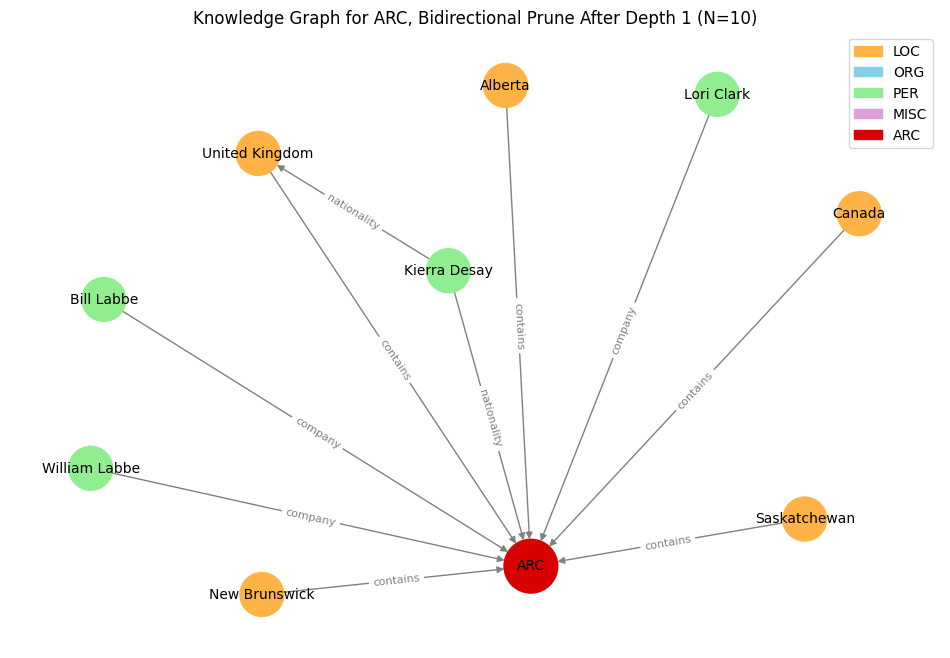 Knowledge Graph for ARC, Bidirectional Prune After Depth 1 (N=10)
LOC
ORG
PER
MISC
ARC
Alberta
Lori Clark
United Kingdom
nationality
Canada
Kierra Desay
Bill Labbe
contains
company
contains
contains
nationality
company
William Labbe
company
Saskatchewan
contains
ARC
contains
New Brunswick